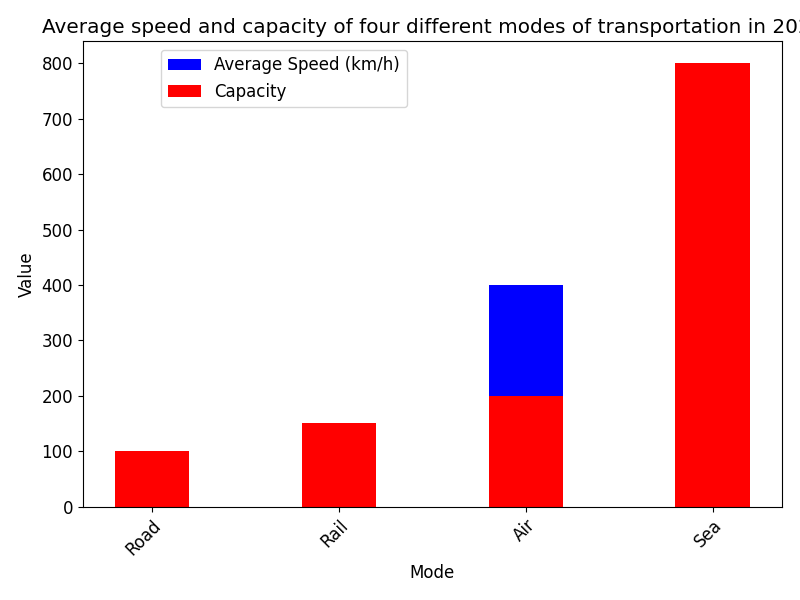 Average speed and capacity of four different modes of transportation in
Average Speed (km/h)
Capacity
800
700
600
500
400
300
200
100
0
Value
Road
Rail
Air
Sea
Mode